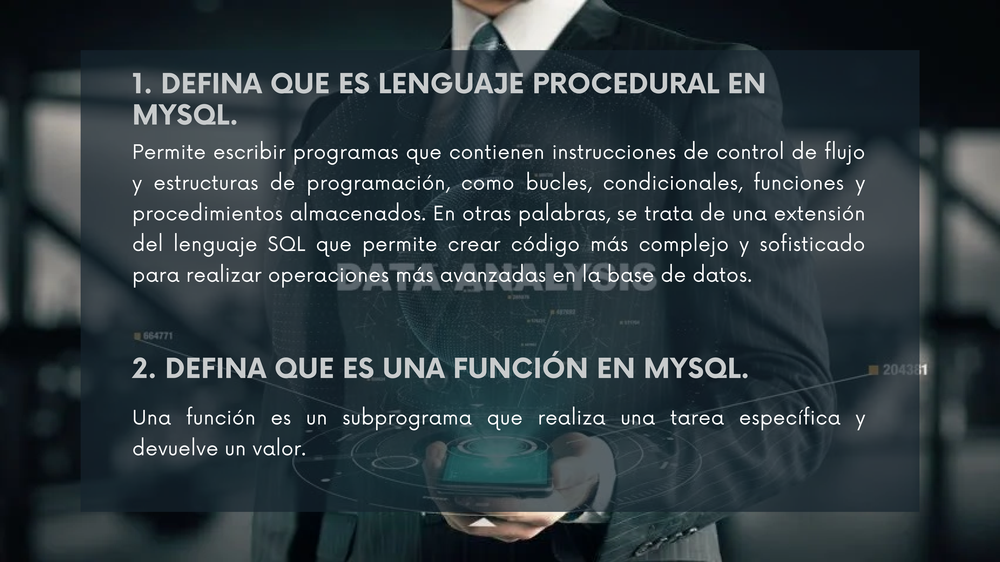 1. DEFINA QUE ES LENGUAJE PROCEDURAL EN
MYSQL.
Permite escribir programas que contienen instrucciones de control de flujo
y estructuras de programación, como bucles, condicionales, funciones y
procedimientos almacenados. En otras palabras, se trata de una extensión
del lenguaje SQL que permite crear código más complejo y sofisticado
para realizar operaciones más avanzadas en la base de datos.
DATA ANALYSIS
664771
2. DEFINA QUE ES UNA FUNCIÓN EN MYSQL.
204381
Una función es un subprograma que realiza una tarea específica y
devuelve un valor.